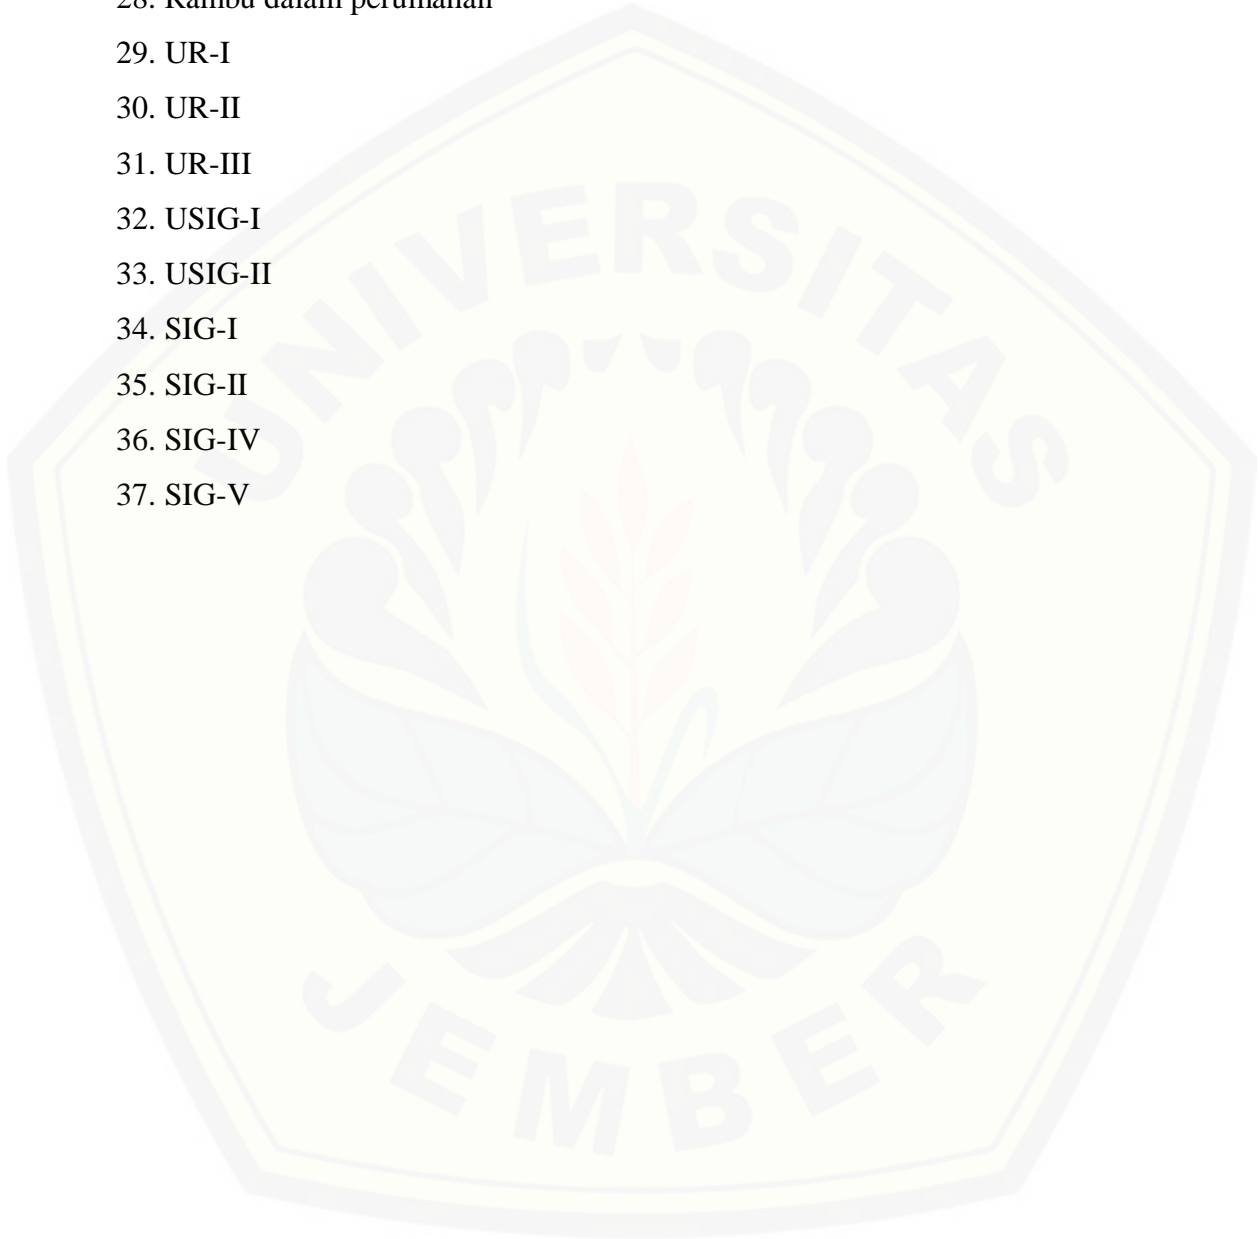 28. Rambu dalam perumahan
29. UR-I
30. UR-II
31. UR-III
32. USIG-I
33. USIG-II
34. SIG-I
35. SIG-II
36. SIG-IV
37. SIG-V
UNIVERSITAS
JEMBER